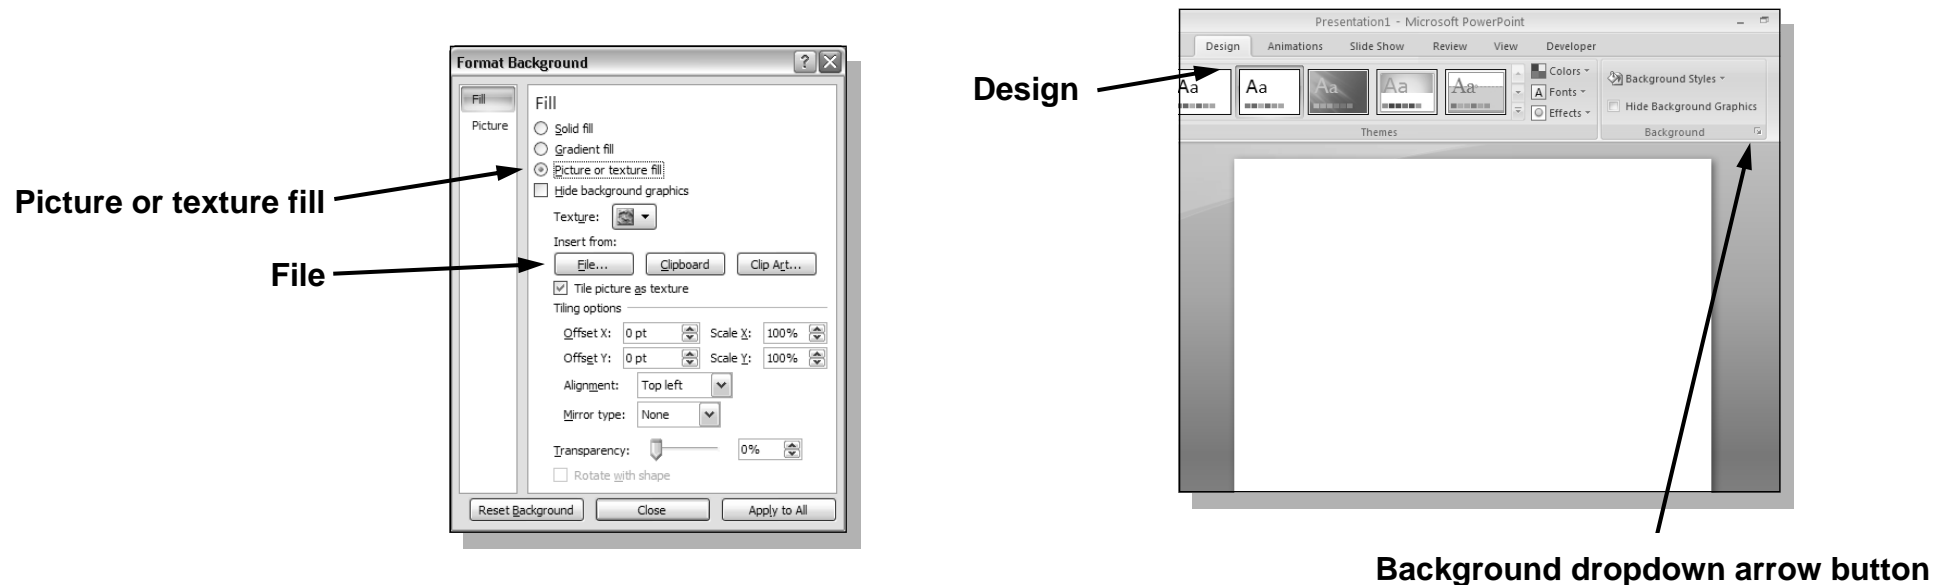 Format Background
?
Fill
Picture
Fill
Solid fill
Gradient fill
Picture or texture fill
Hide background graphics
Texture:
Insert from:
File...
Clipboard
Clip Art...
Tile picture as texture
Tiling options
Offset X: 0 pt
Scale X: 100%
Offset Y: 0 pt
Scale Y: 100%
Alignment: Top left
Mirror type: None
Transparency: 0%
Rotate with shape
Reset Background
Close
Apply to All
Picture or texture fill
File
Presentation1 - Microsoft PowerPoint
Design
Animations
Slide Show
Review
View
Developer
Aa
Aa
Aa
Aa
Aa
Colors
A Fonts
Effects
Themes
Background Styles
Hide Background Graphics
Background
Design
Background dropdown arrow button